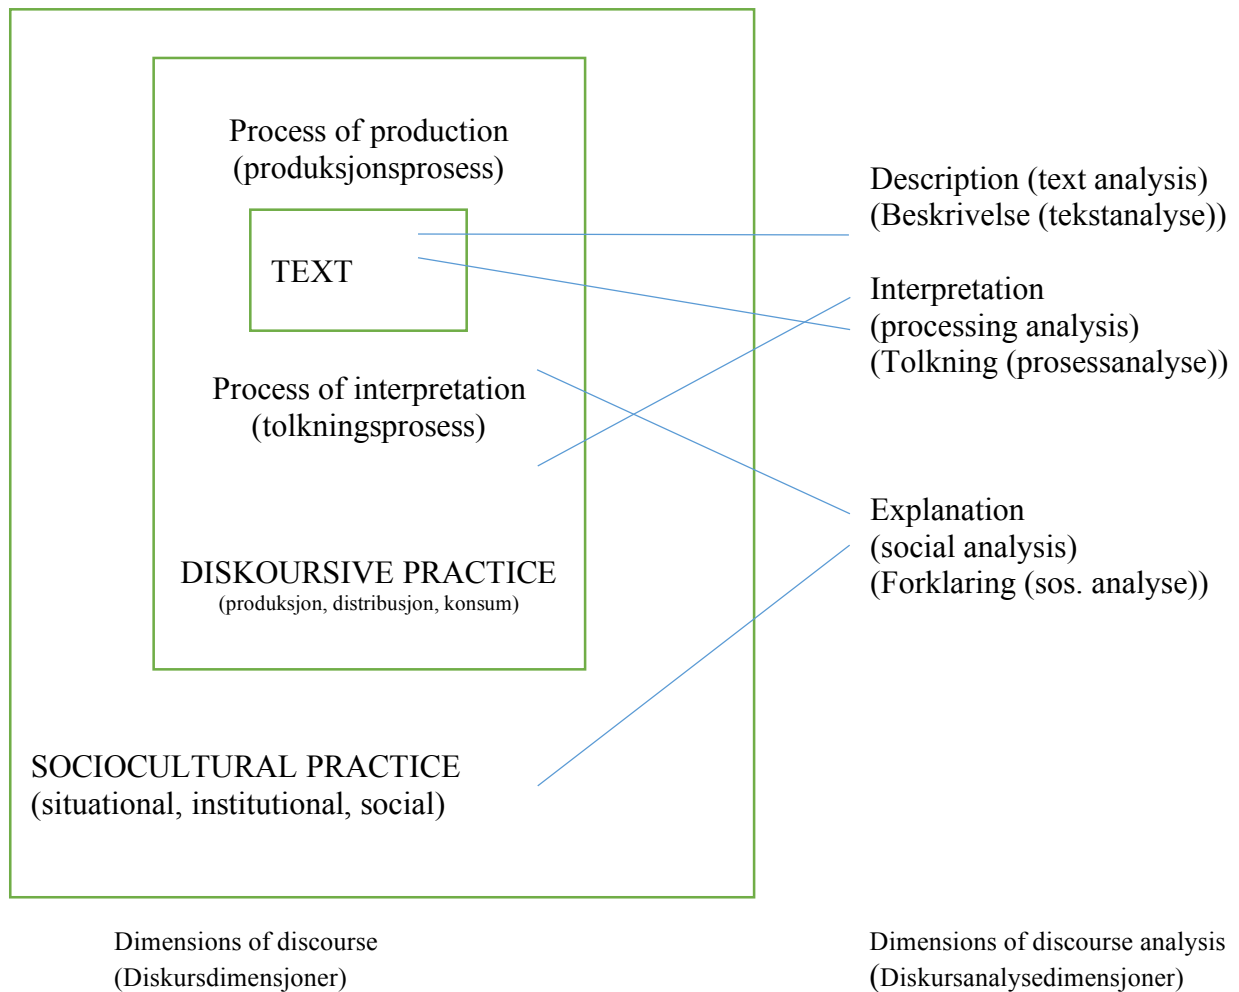 Process of production
(produksjonsprosess)
TEXT
Process of interpretation
(tolkningsprosess)
DISKOURSIVE PRACTICE
(produksjon, distribusjon, konsum)
SOCIOCULTURAL PRACTICE
(situational, institutional, social)
Description (text analysis)
(Beskrivelse (tekstanalyse))
Interpretation
(processing analysis)
(Tolkning (prosessanalyse))
Explanation
(social analysis)
(Forklaring (sos. analyse))
Dimensions of discourse
(Diskursdimensjoner)
Dimensions of discourse analysis
(Diskursanalysedimensjoner)